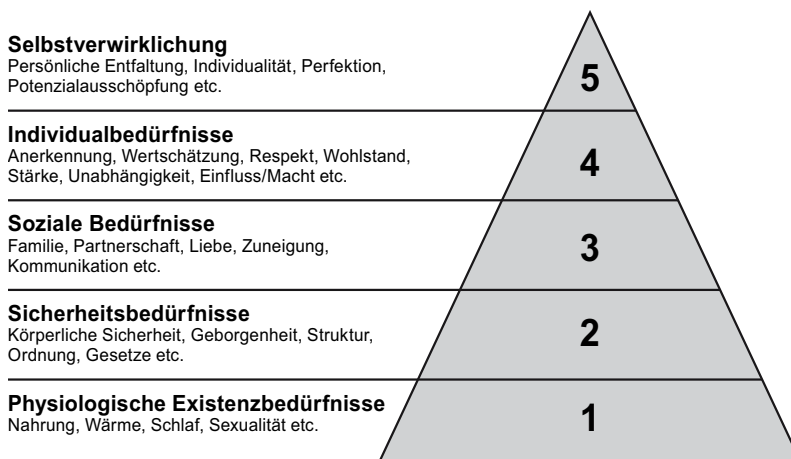 Selbstverwirklichung
Persönliche Entfaltung, Individualität, Perfektion,
Potenzialausschöpfung etc.
5
Individualbedürfnisse
Anerkennung, Wertschätzung, Respekt, Wohlstand,
Stärke, Unabhängigkeit, Einfluss/Macht etc.
4
Soziale Bedürfnisse
Familie, Partnerschaft, Liebe, Zuneigung,
Kommunikation etc.
3
Sicherheitsbedürfnisse
Körperliche Sicherheit, Geborgenheit, Struktur,
Ordnung, Gesetze etc.
2
Physiologische Existenzbedürfnisse
Nahrung, Wärme, Schlaf, Sexualität etc.
1